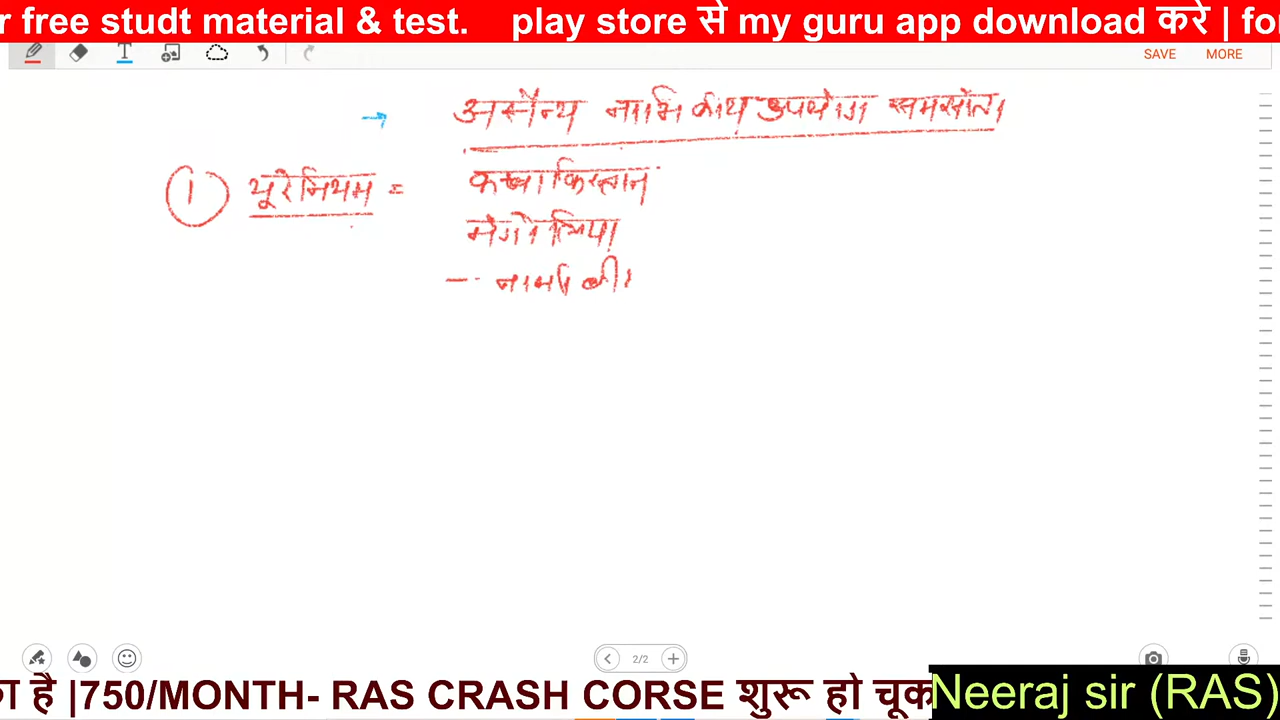 r free studt material & test. play store से my guru app download करे | fo
SAVE MORE
→ असैन्य नाभिकीय उपयोग समझौता
① यूरेनियम = कजाकिस्तान
मंगोलिया
- नामीबी
2/2
ा है |750/MONTH- RAS CRASH CORSE शुरू हो चूक
Neeraj sir (RAS)